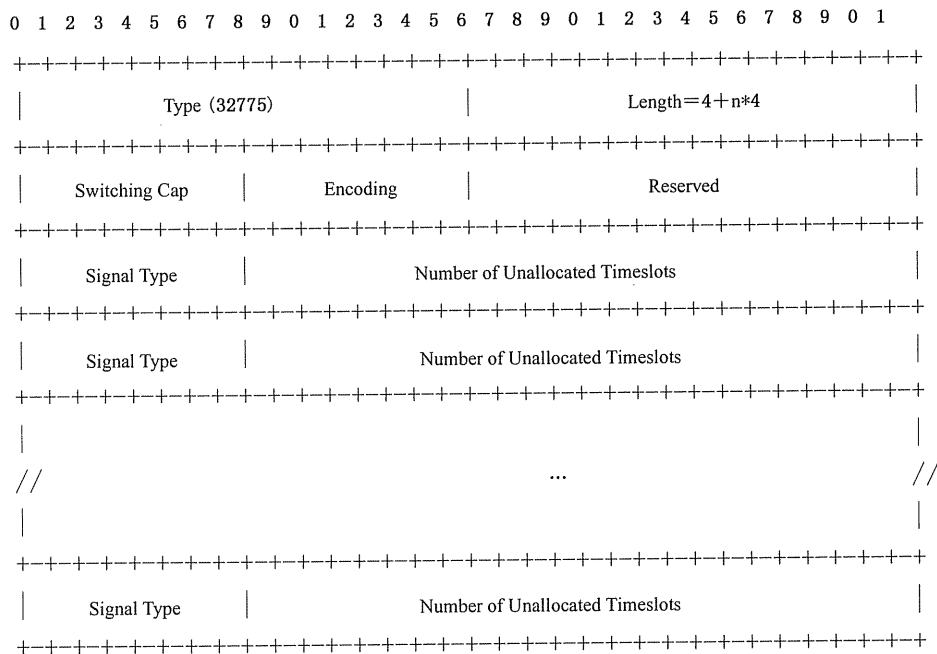 0 1 2 3 4 5 6 7 8 9 0 1 2 3 4 5 6 7 8 9 0 1 2 3 4 5 6 7 8 9 0 1
+-+-+-+-+-+-+-+-+-+-+-+-+-+-+-+-+-+-+-+-+-+-+-+-+-+-+-+-+-+-+-+-+
| Type (32775) | Length=4+n*4 |
+-+-+-+-+-+-+-+-+-+-+-+-+-+-+-+-+-+-+-+-+-+-+-+-+-+-+-+-+-+-+-+-+
| Switching Cap | Encoding | Reserved |
+-+-+-+-+-+-+-+-+-+-+-+-+-+-+-+-+-+-+-+-+-+-+-+-+-+-+-+-+-+-+-+-+
| Signal Type | Number of Unallocated Timeslots |
+-+-+-+-+-+-+-+-+-+-+-+-+-+-+-+-+-+-+-+-+-+-+-+-+-+-+-+-+-+-+-+-+
| Signal Type | Number of Unallocated Timeslots |
+-+-+-+-+-+-+-+-+-+-+-+-+-+-+-+-+-+-+-+-+-+-+-+-+-+-+-+-+-+-+-+-+
| |
// ... //
| |
+-+-+-+-+-+-+-+-+-+-+-+-+-+-+-+-+-+-+-+-+-+-+-+-+-+-+-+-+-+-+-+-+
| Signal Type | Number of Unallocated Timeslots |
+-+-+-+-+-+-+-+-+-+-+-+-+-+-+-+-+-+-+-+-+-+-+-+-+-+-+-+-+-+-+-+-+